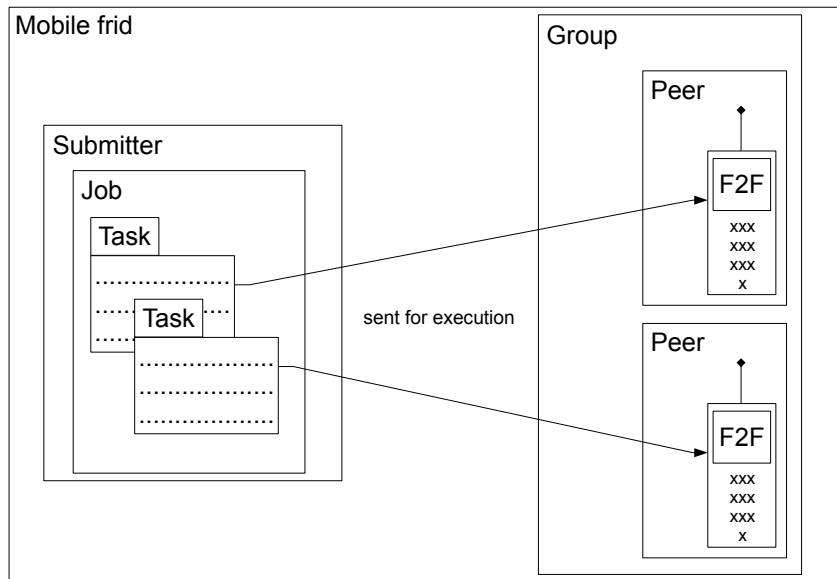 Mobile frid
Group
Submitter
Job
Task
....................
....................
Task
....................
....................
....................
sent for execution
Peer
F2F
xxx
xxx
xxx
x
Peer
F2F
xxx
xxx
xxx
x